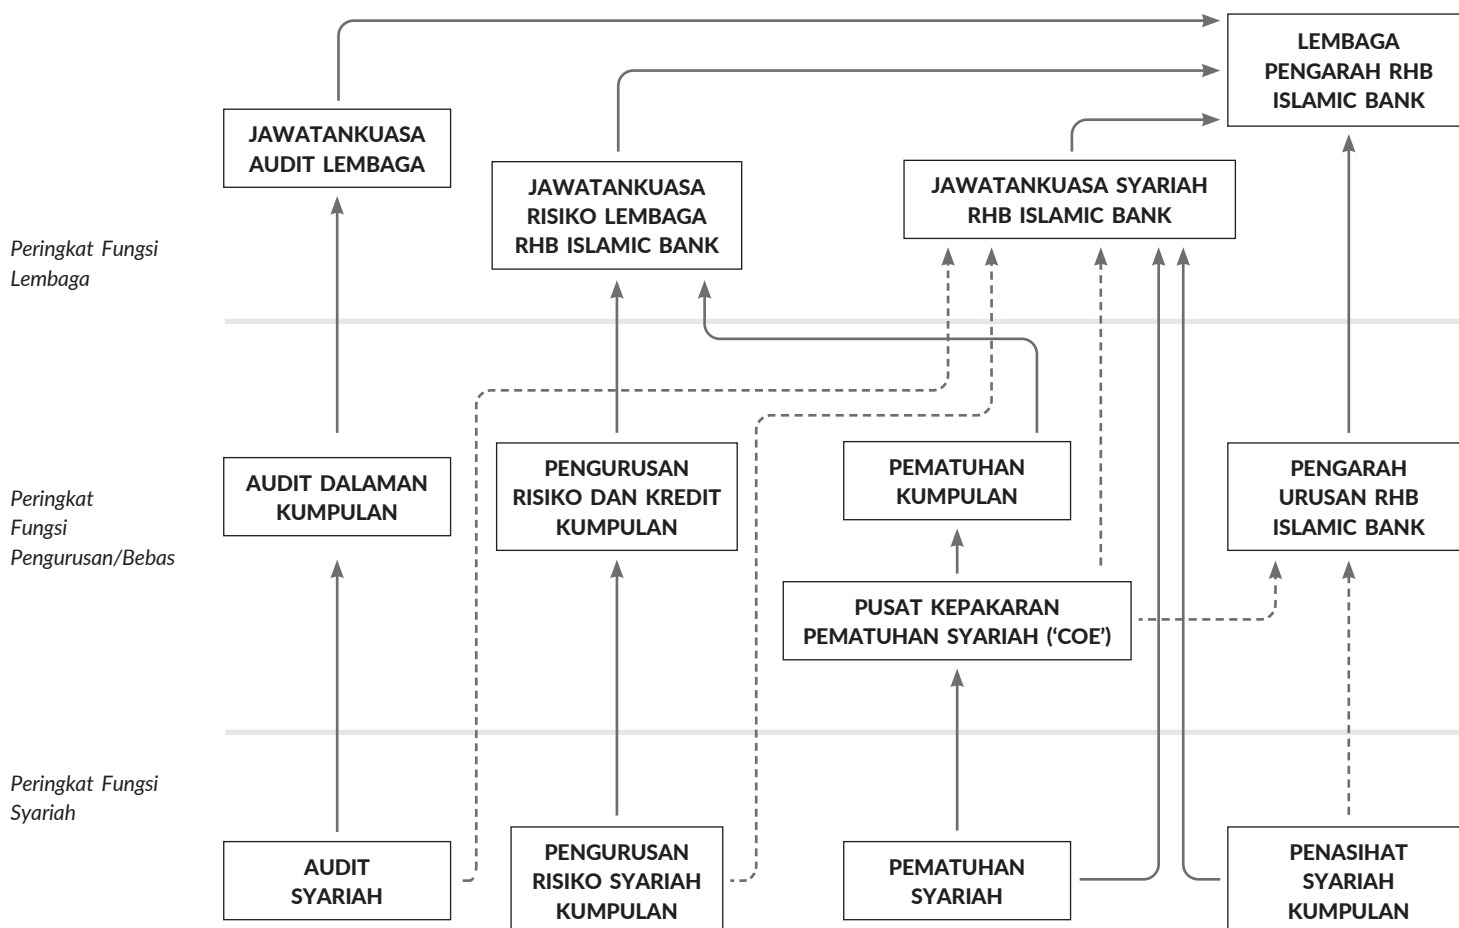 LEMBAGA
PENGARAH RHB
ISLAMIC BANK
JAWATANKUASA
AUDIT LEMBAGA
JAWATANKUASA
RISIKO LEMBAGA
RHB ISLAMIC BANK
JAWATANKUASA SYARIAH
RHB ISLAMIC BANK
Peringkat Fungsi
Lembaga
AUDIT DALAMAN
KUMPULAN
PENGURUSAN
RISIKO DAN KREDIT
KUMPULAN
PEMATUHAN
KUMPULAN
PENGARAH
URUSAN RHB
ISLAMIC BANK
Peringkat
Fungsi
Pengurusan/Bebas
PUSAT KEPAKARAN
PEMATUHAN SYARIAH (‘COE’)
Peringkat Fungsi
Syariah
AUDIT
SYARIAH
PENGURUSAN
RISIKO SYARIAH
KUMPULAN
PEMATUHAN
SYARIAH
PENASIHAT
SYARIAH
KUMPULAN